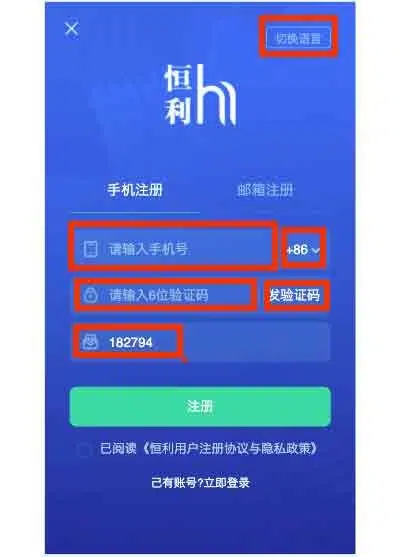 切换语言
恒利
手机注册 邮箱注册
请输入手机号 +86
请输入6位验证码 发验证码
182794
注册
已阅读《恒利用户注册协议与隐私政策》
己有账号?立即登录